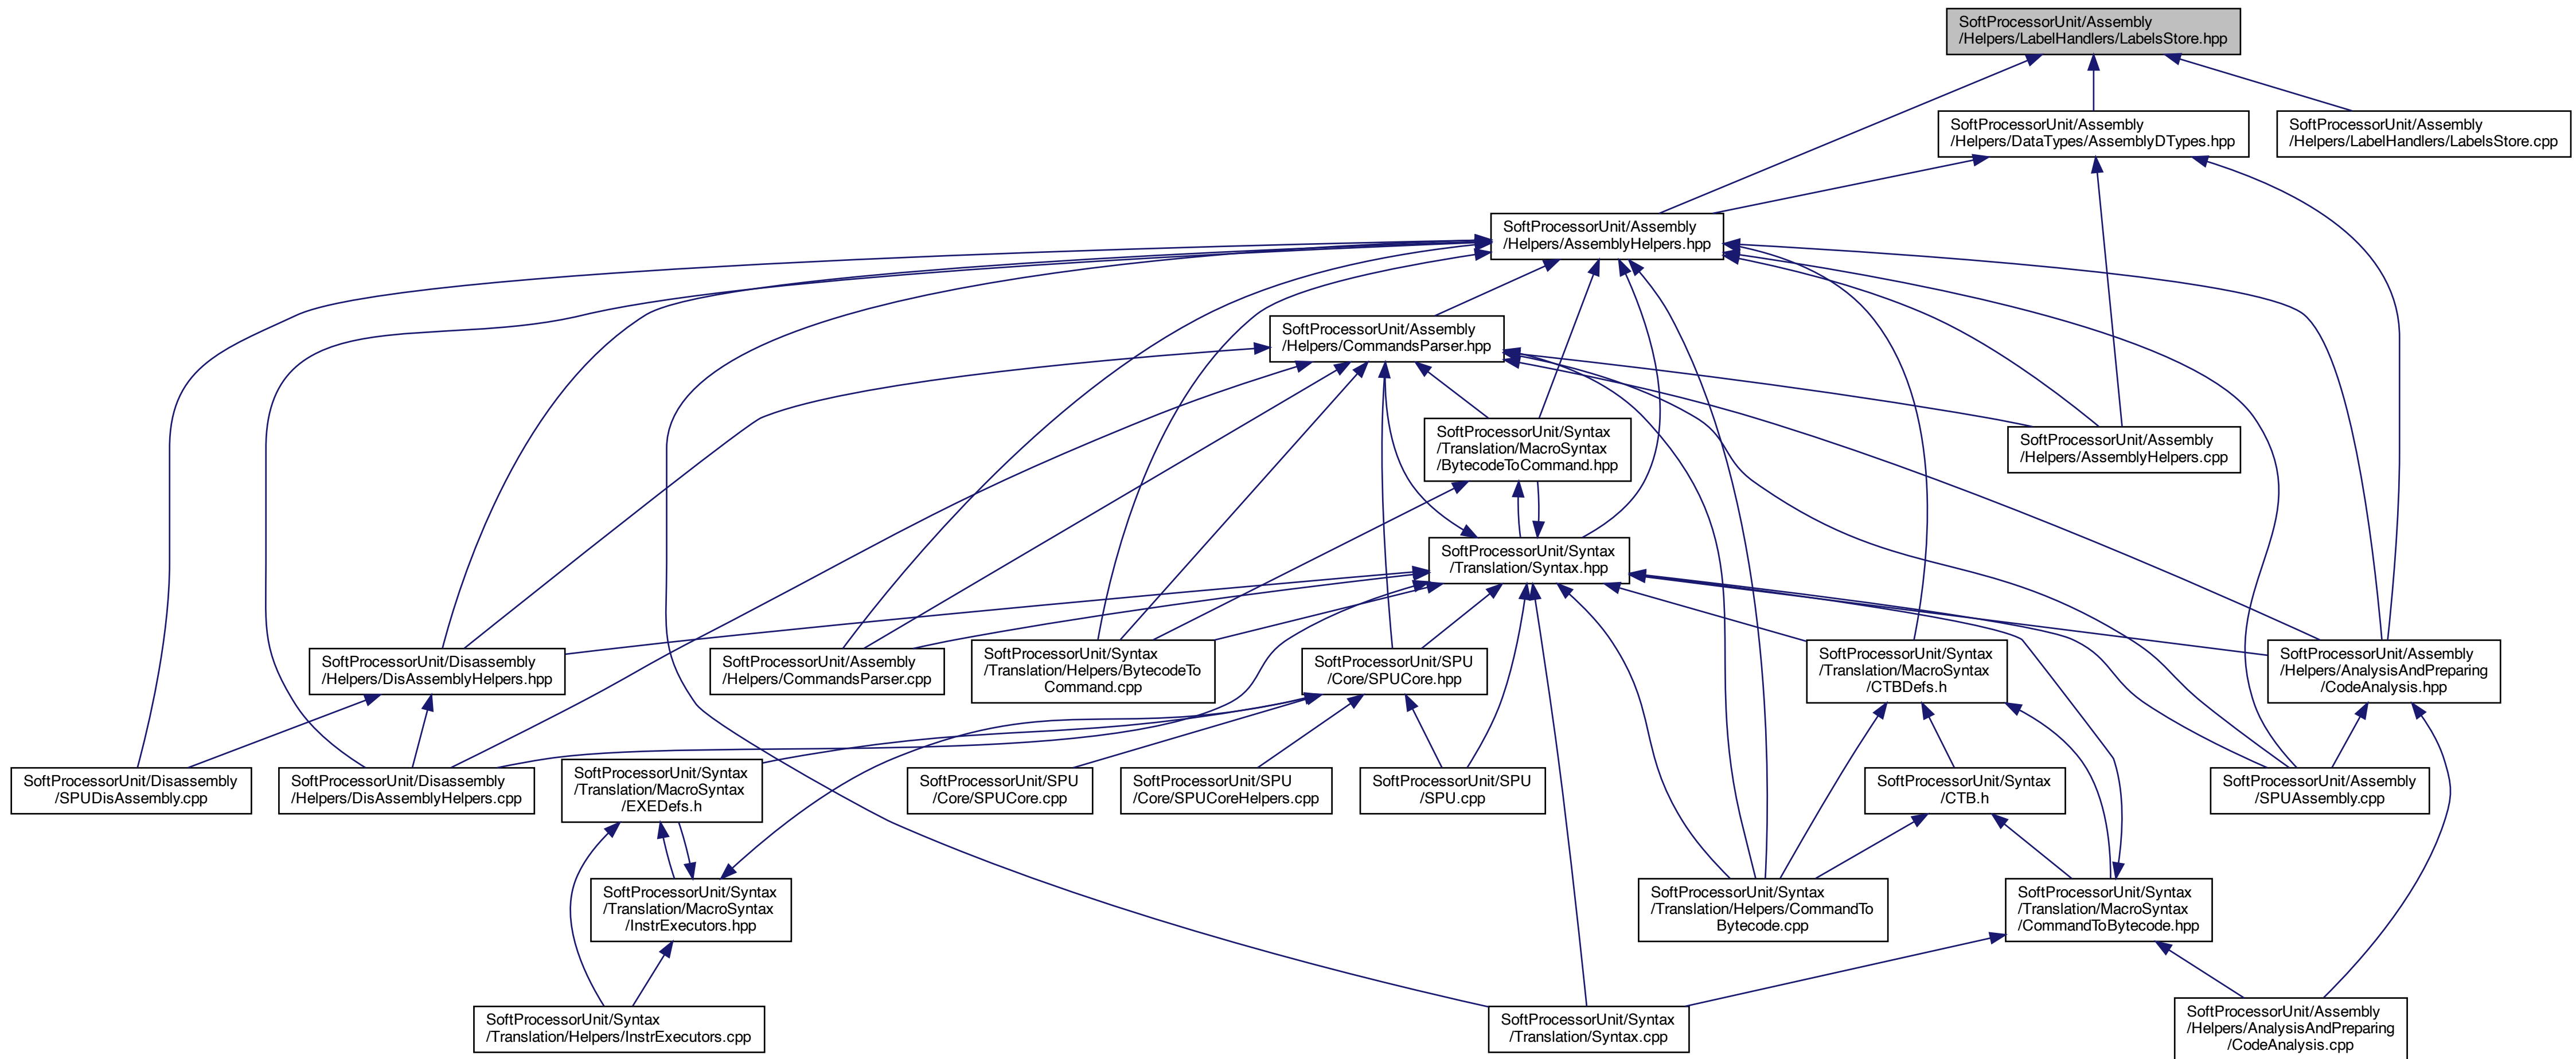 SoftProcessorUnit/Assembly
/Helpers/LabelHandlers/LabelsStore.hpp
SoftProcessorUnit/Assembly
/Helpers/DataTypes/AssemblyDTypes.hpp
SoftProcessorUnit/Assembly
/Helpers/LabelHandlers/LabelsStore.cpp
SoftProcessorUnit/Assembly
/Helpers/AssemblyHelpers.hpp
SoftProcessorUnit/Assembly
/Helpers/CommandsParser.hpp
SoftProcessorUnit/Syntax
/Translation/MacroSyntax
/BytecodeToCommand.hpp
SoftProcessorUnit/Assembly
/Helpers/AssemblyHelpers.cpp
SoftProcessorUnit/Syntax
/Translation/Syntax.hpp
SoftProcessorUnit/Disassembly
/Helpers/DisAssemblyHelpers.hpp
SoftProcessorUnit/Assembly
/Helpers/CommandsParser.cpp
SoftProcessorUnit/Syntax
/Translation/Helpers/BytecodeTo
Command.cpp
SoftProcessorUnit/SPU
/Core/SPUCore.hpp
SoftProcessorUnit/Syntax
/Translation/MacroSyntax
/CTBDefs.h
SoftProcessorUnit/Assembly
/Helpers/AnalysisAndPreparing
/CodeAnalysis.hpp
SoftProcessorUnit/Disassembly
/SPUDisAssembly.cpp
SoftProcessorUnit/Disassembly
/Helpers/DisAssemblyHelpers.cpp
SoftProcessorUnit/Syntax
/Translation/MacroSyntax
/EXEDefs.h
SoftProcessorUnit/SPU
/Core/SPUCore.cpp
SoftProcessorUnit/SPU
/Core/SPUCoreHelpers.cpp
SoftProcessorUnit/SPU
/SPU.cpp
SoftProcessorUnit/Syntax
/CTB.h
SoftProcessorUnit/Assembly
/SPUAssembly.cpp
SoftProcessorUnit/Syntax
/Translation/MacroSyntax
/InstrExecutors.hpp
SoftProcessorUnit/Syntax
/Translation/Helpers/CommandTo
Bytecode.cpp
SoftProcessorUnit/Syntax
/Translation/MacroSyntax
/CommandToBytecode.hpp
SoftProcessorUnit/Syntax
/Translation/Helpers/InstrExecutors.cpp
SoftProcessorUnit/Syntax
/Translation/Syntax.cpp
SoftProcessorUnit/Assembly
/Helpers/AnalysisAndPreparing
/CodeAnalysis.cpp